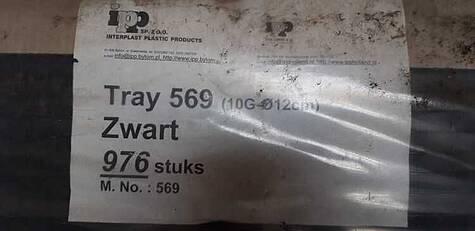 ipp
SP. Z O.O.
INTERPLAST PLASTIC PRODUCTS
Tray 569 (10G-Ø12cm)
Zwart
976 stuks
M. No. : 569